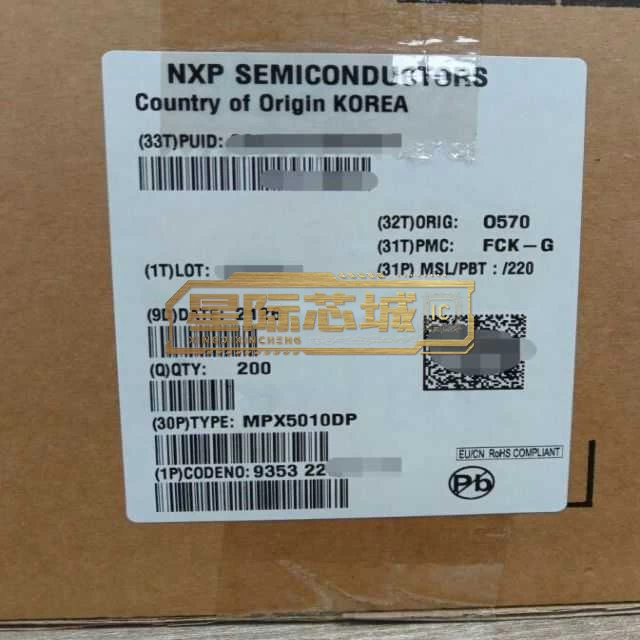 NXP SEMICONDUCTORS
Country of Origin KOREA
(33T)PUID:
(32T)ORIG: O570
(31T)PMC: FCK-G
(1T)LOT:
(31P) MSL/PBT : /220
(9D)DATE:
星际芯城 IC
XINGJIXINCHENG
(Q)QTY: 200
(30P)TYPE: MPX5010DP
EU/CN RoHS COMPLIANT
(1P)CODENO: 9353 22
Pb